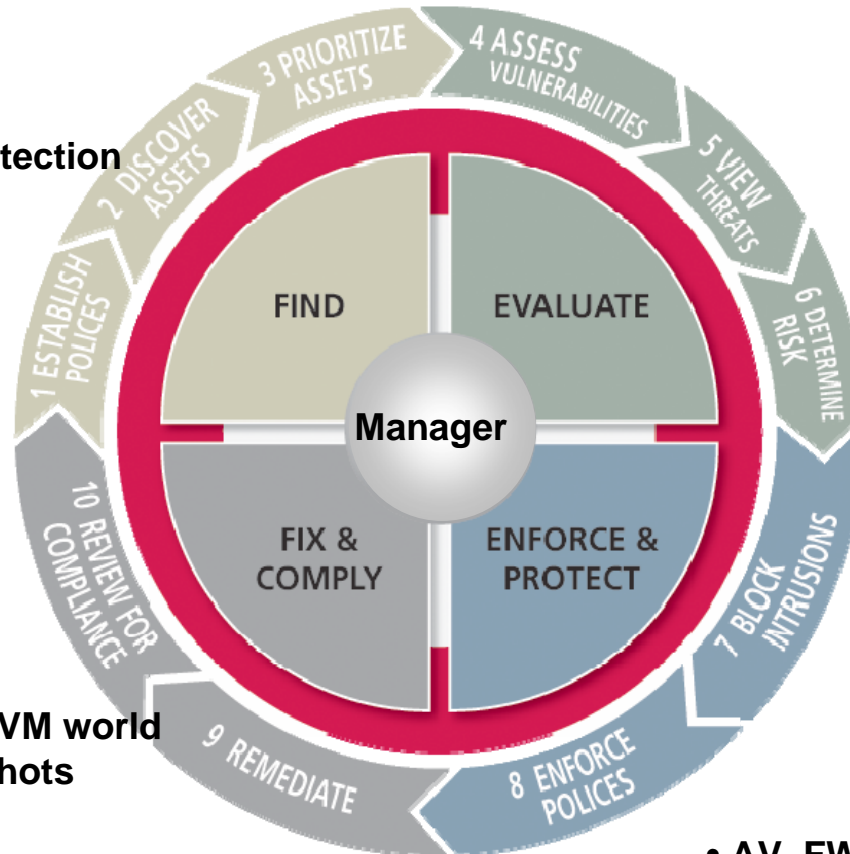 3 PRIORITIZE
ASSETS
4 ASSESS
VULNERABILITIES
2 DISCOVER
ASSETS
5 VIEW
THREATS
1 ESTABLISH
POLICES
6 DETERMINE
RISK
FIND
EVALUATE
Manager
FIX &
COMPLY
ENFORCE &
PROTECT
10 REVIEW FOR
COMPLIANCE
7 BLOCK
INTRUSIONS
VM world
9 REMEDIATE
8 ENFORCE
POLICES
• AV